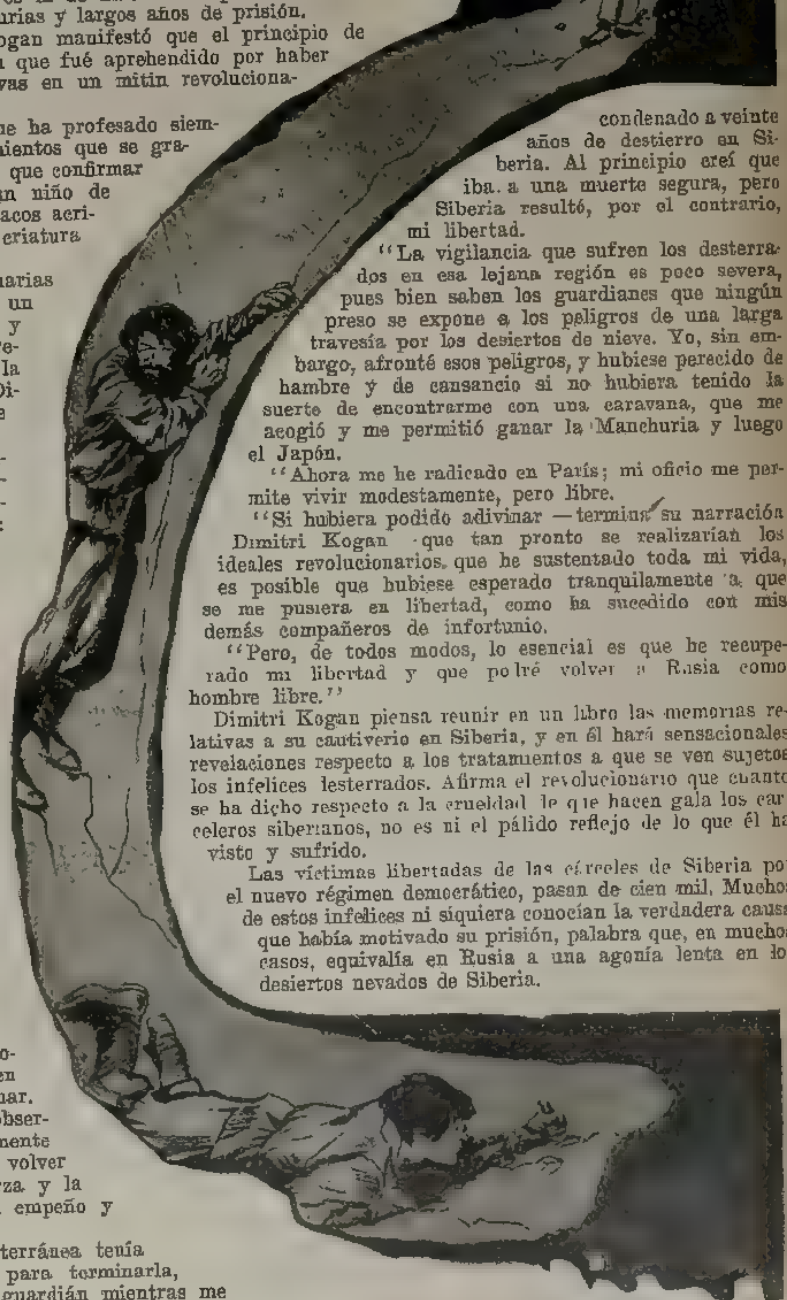 urias y largos años de prisión.
ogan manifestó que el principio de
que fué aprehendido por haber
vas en un mitin revoluciona-
ue ha profesado siem-
nientos que se gra-
que confirmar
n niño de
acos acri-
criatura
narias
un
y
re-
la
Di-
e
:
o-
en
nar.
bser-
mente
volver
rza y la
empeño y
terránea tenía
para terminarla,
guardián mientras me
condenado a veinte
años de destierro en Si-
beria. Al principio creí que
iba a una muerte segura, pero
Siberia resultó, por el contrario,
mi libertad.
“La vigilancia que sufren los desterra-
dos en esa lejana región es poco severa,
pues bien saben los guardianes que ningún
preso se expone a los peligros de una larga
travesía por los desiertos de nieve. Yo, sin em-
bargo, afronté esos peligros, y hubiese perecido de
hambre y de cansancio si no hubiera tenido la
suerte de encontrarme con una caravana, que me
acogió y me permitió ganar la Manchuria y luego
el Japón.
“Ahora me he radicado en París; mi oficio me per-
mite vivir modestamente, pero libre.
“Si hubiera podido adivinar —termina su narración
Dimitri Kogan - que tan pronto se realizarían los
ideales revolucionarios, que he sustentado toda mi vida,
es posible que hubiese esperado tranquilamente a que
se me pusiera en libertad, como ha sucedido con mis
demás compañeros de infortunio.
“Pero, de todos modos, lo esencial es que he recupe-
rado mi libertad y que podré volver a Rusia como
hombre libre.”
Dimitri Kogan piensa reunir en un libro las memorias re-
lativas a su cautiverio en Siberia, y en él hará sensacionales
revelaciones respecto a los tratamientos a que se ven sujetos
los infelices desterrados. Afirma el revolucionario que cuanto
se ha dicho respecto a la crueldad de que hacen gala los car
celeros siberianos, no es ni el pálido reflejo de lo que él ha
visto y sufrido.
Las víctimas libertadas de las cárceles de Siberia po
el nuevo régimen democrático, pasan de cien mil. Mucho
de estos infelices ni siquiera conocían la verdadera causa
que había motivado su prisión, palabra que, en mucho
casos, equivalía en Rusia a una agonía lenta en lo
desiertos nevados de Siberia.